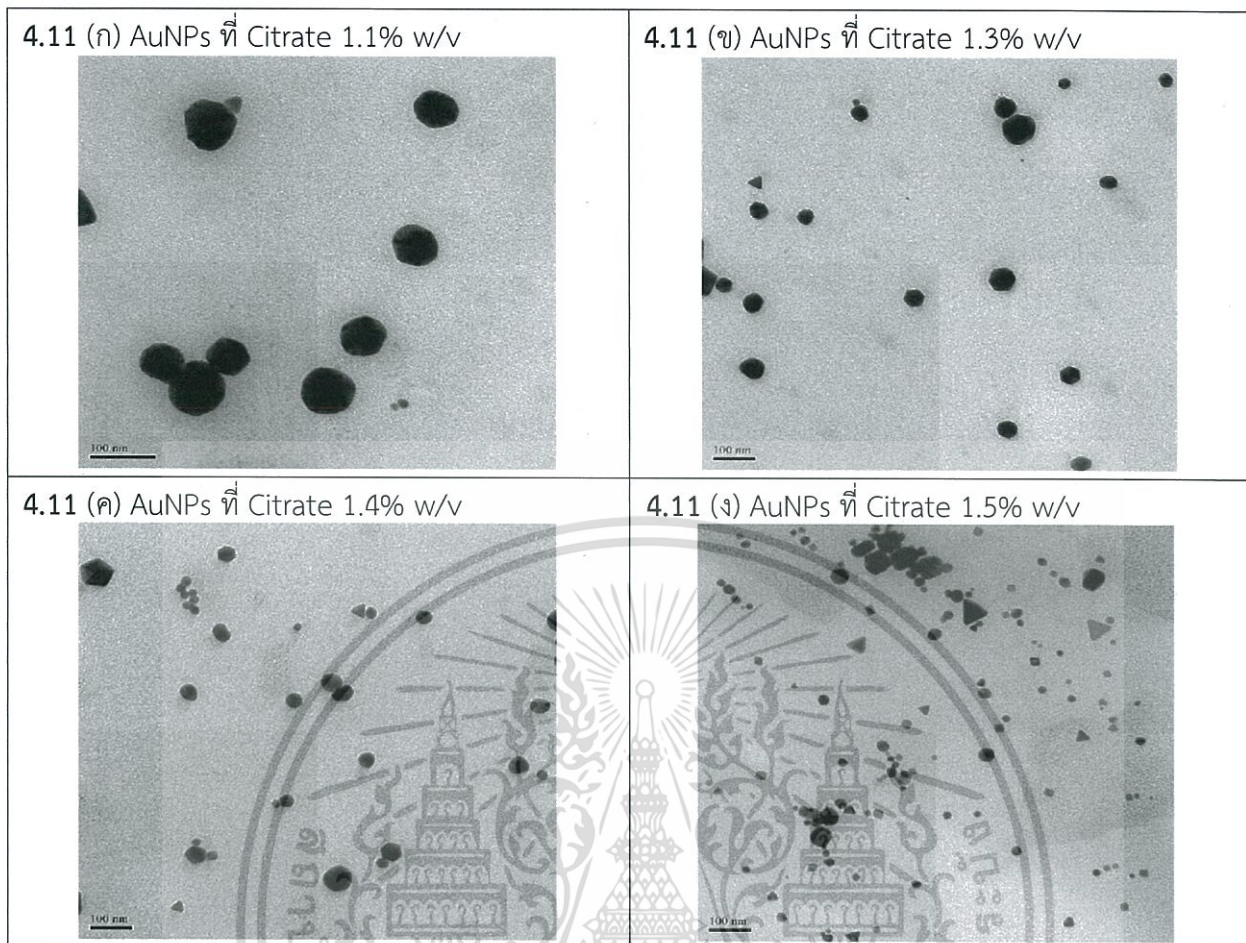 4.11 (ก) AuNPs ที่ Citrate 1.1% w/v
100 nm
4.11 (ข) AuNPs ที่ Citrate 1.3% w/v
100 nm
4.11 (ค) AuNPs ที่ Citrate 1.4% w/v
100 nm
4.11 (ง) AuNPs ที่ Citrate 1.5% w/v
100 nm